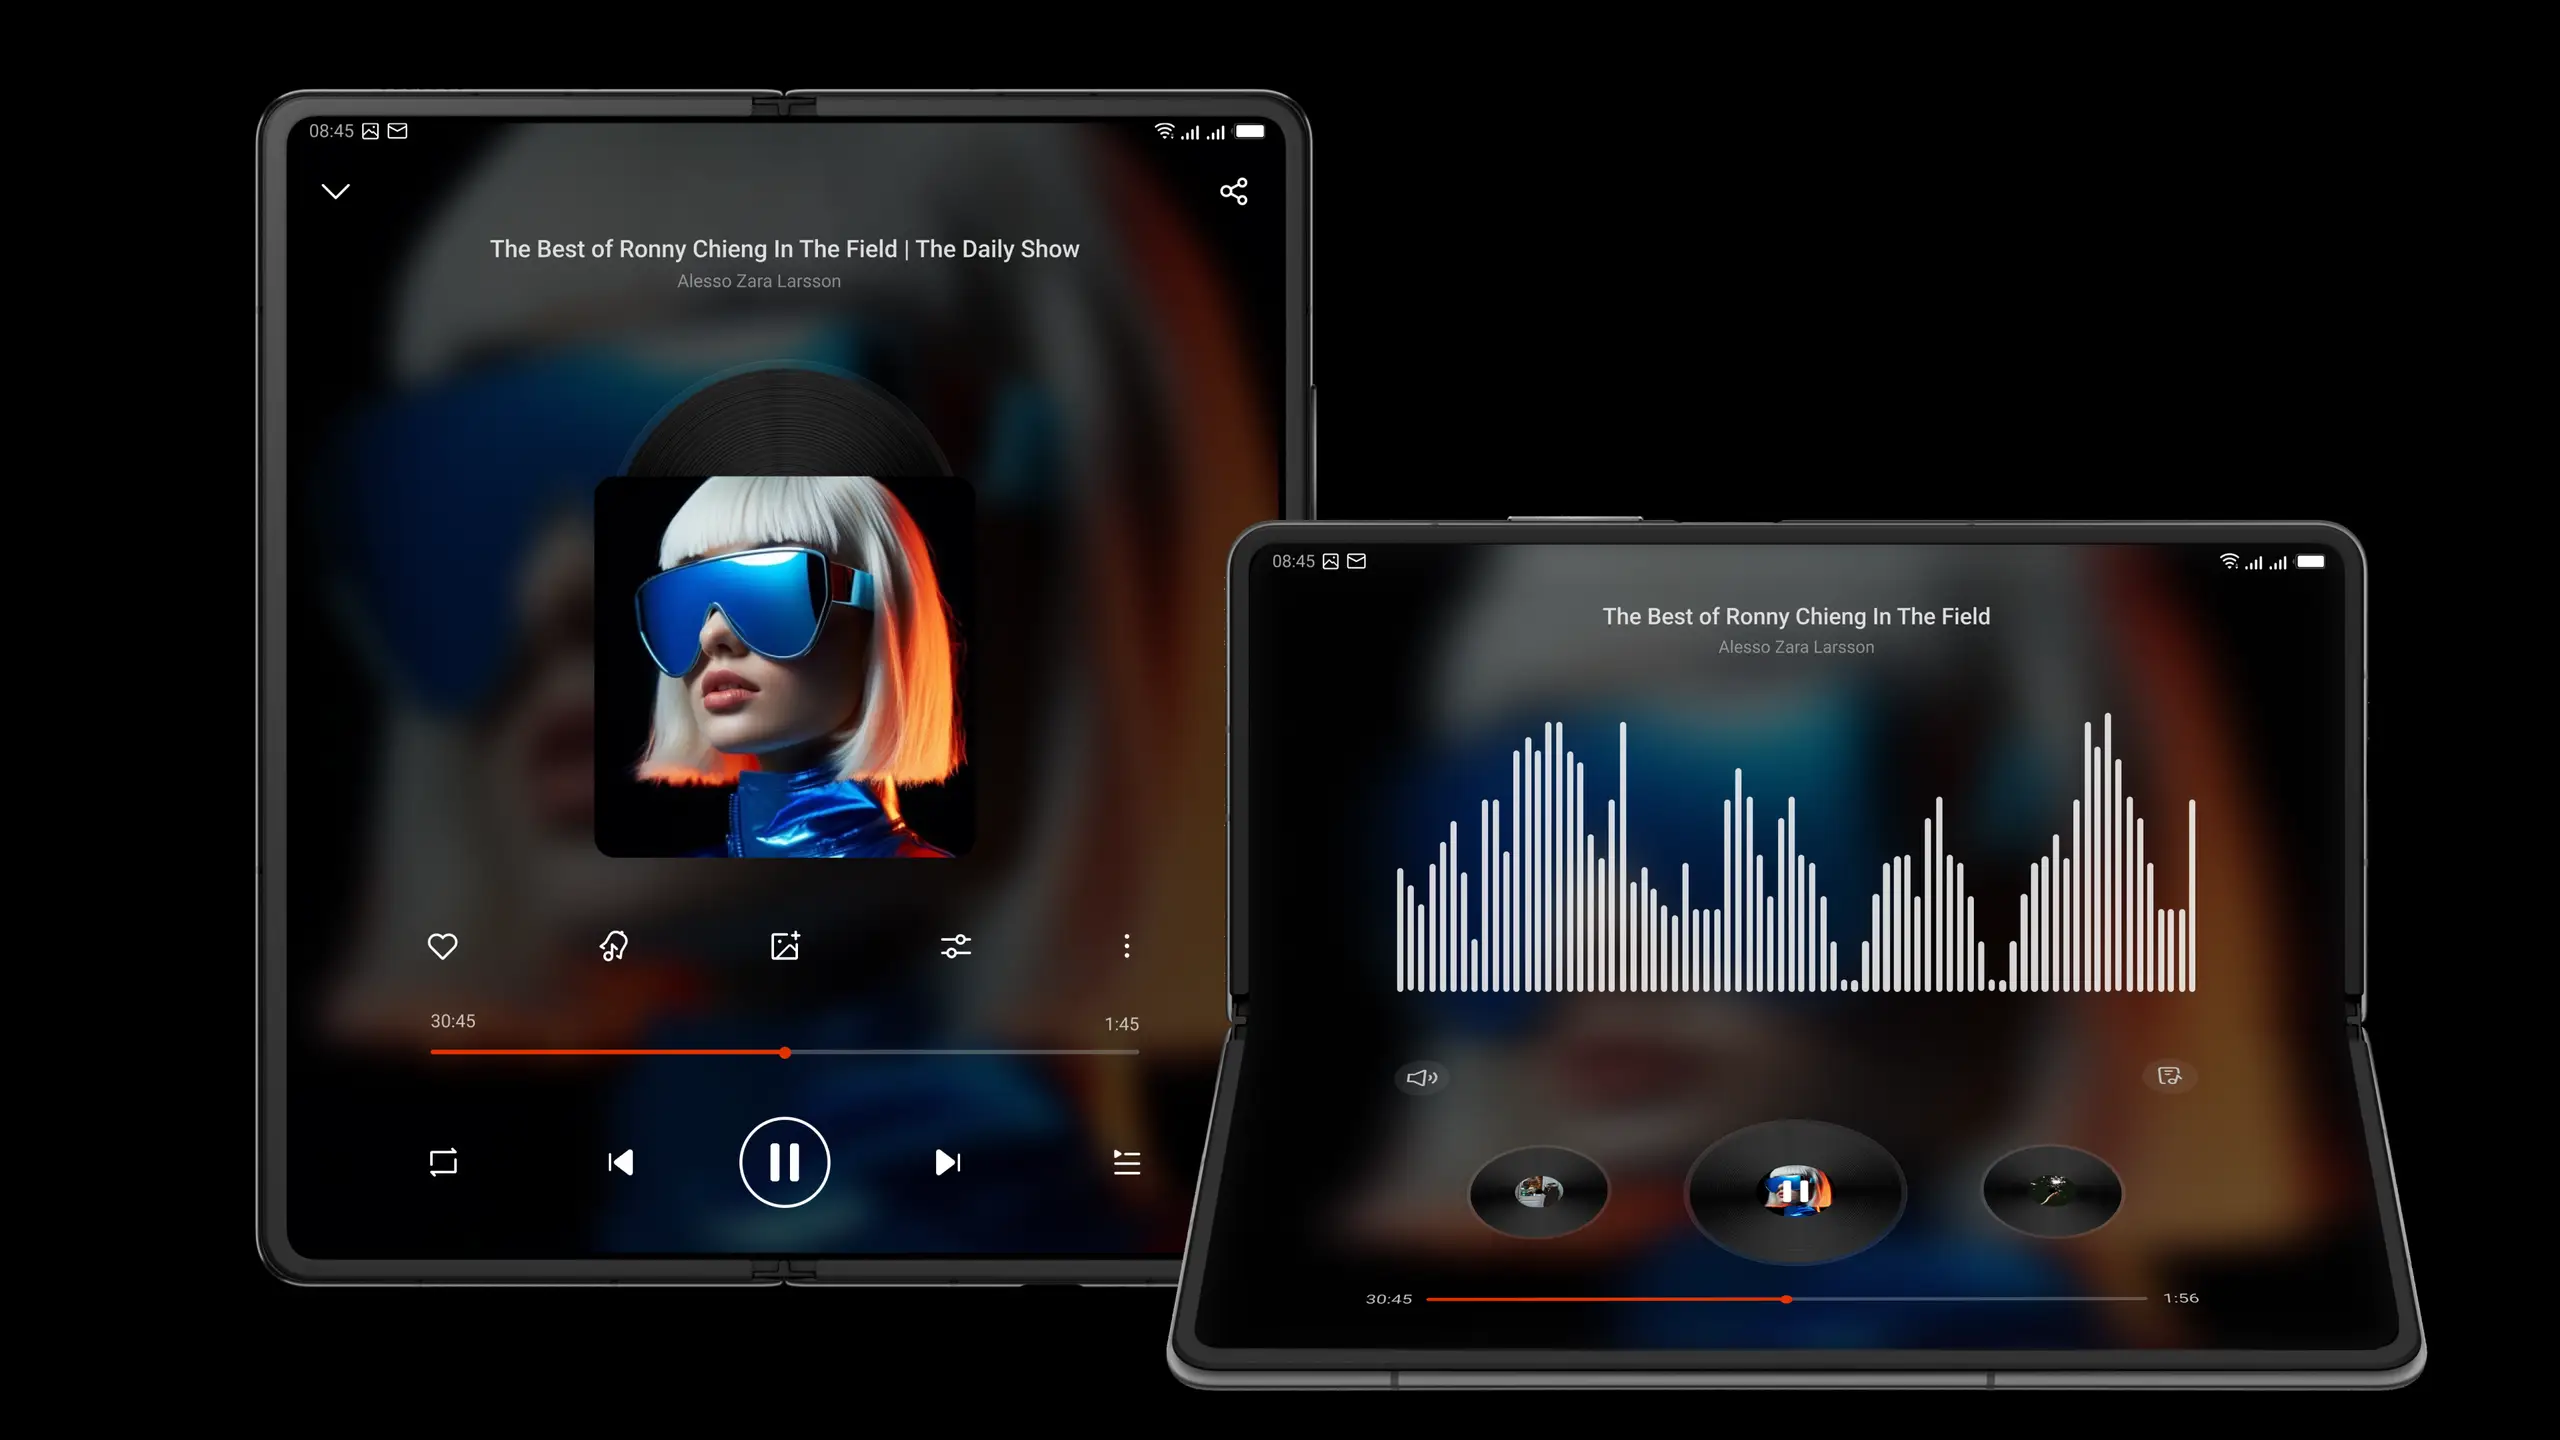 08:45
The Best of Ronny Chieng In The Field | The Daily Show
Alesso Zara Larsson
30:45
1:45
08:45
The Best of Ronny Chieng In The Field
Alesso Zara Larsson
30:45
1:56